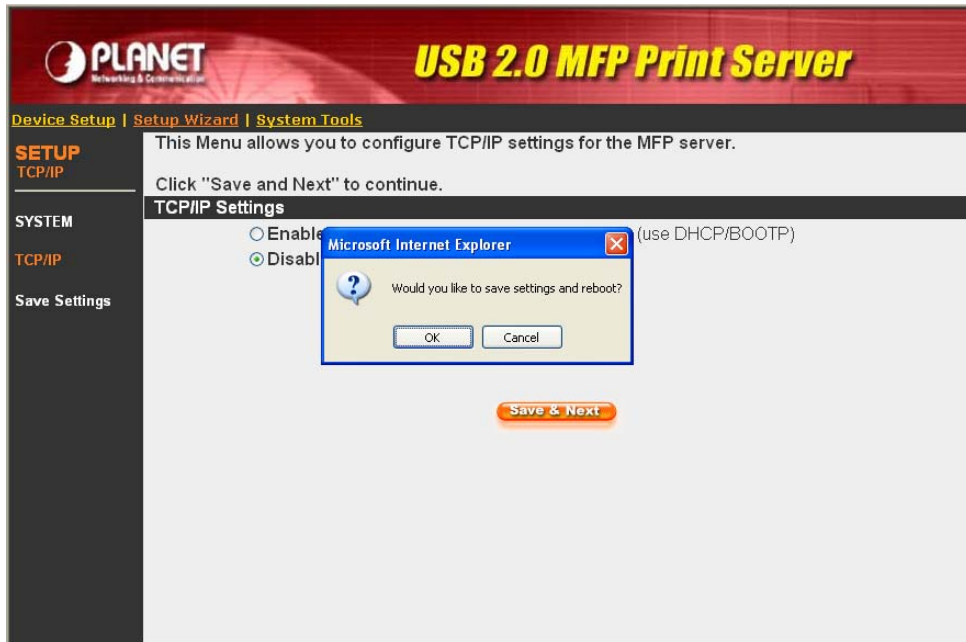 PLANET
Networking & Communication
USB 2.0 MFP Print Server
Device Setup | Setup Wizard | System Tools
SETUP
TCP/IP
SYSTEM
TCP/IP
Save Settings
This Menu allows you to configure TCP/IP settings for the MFP server.
Click "Save and Next" to continue.
TCP/IP Settings
Enable
(use DHCP/BOOTP)
Disabl
Microsoft Internet Explorer
Would you like to save settings and reboot?
OK
Cancel
Save & Next